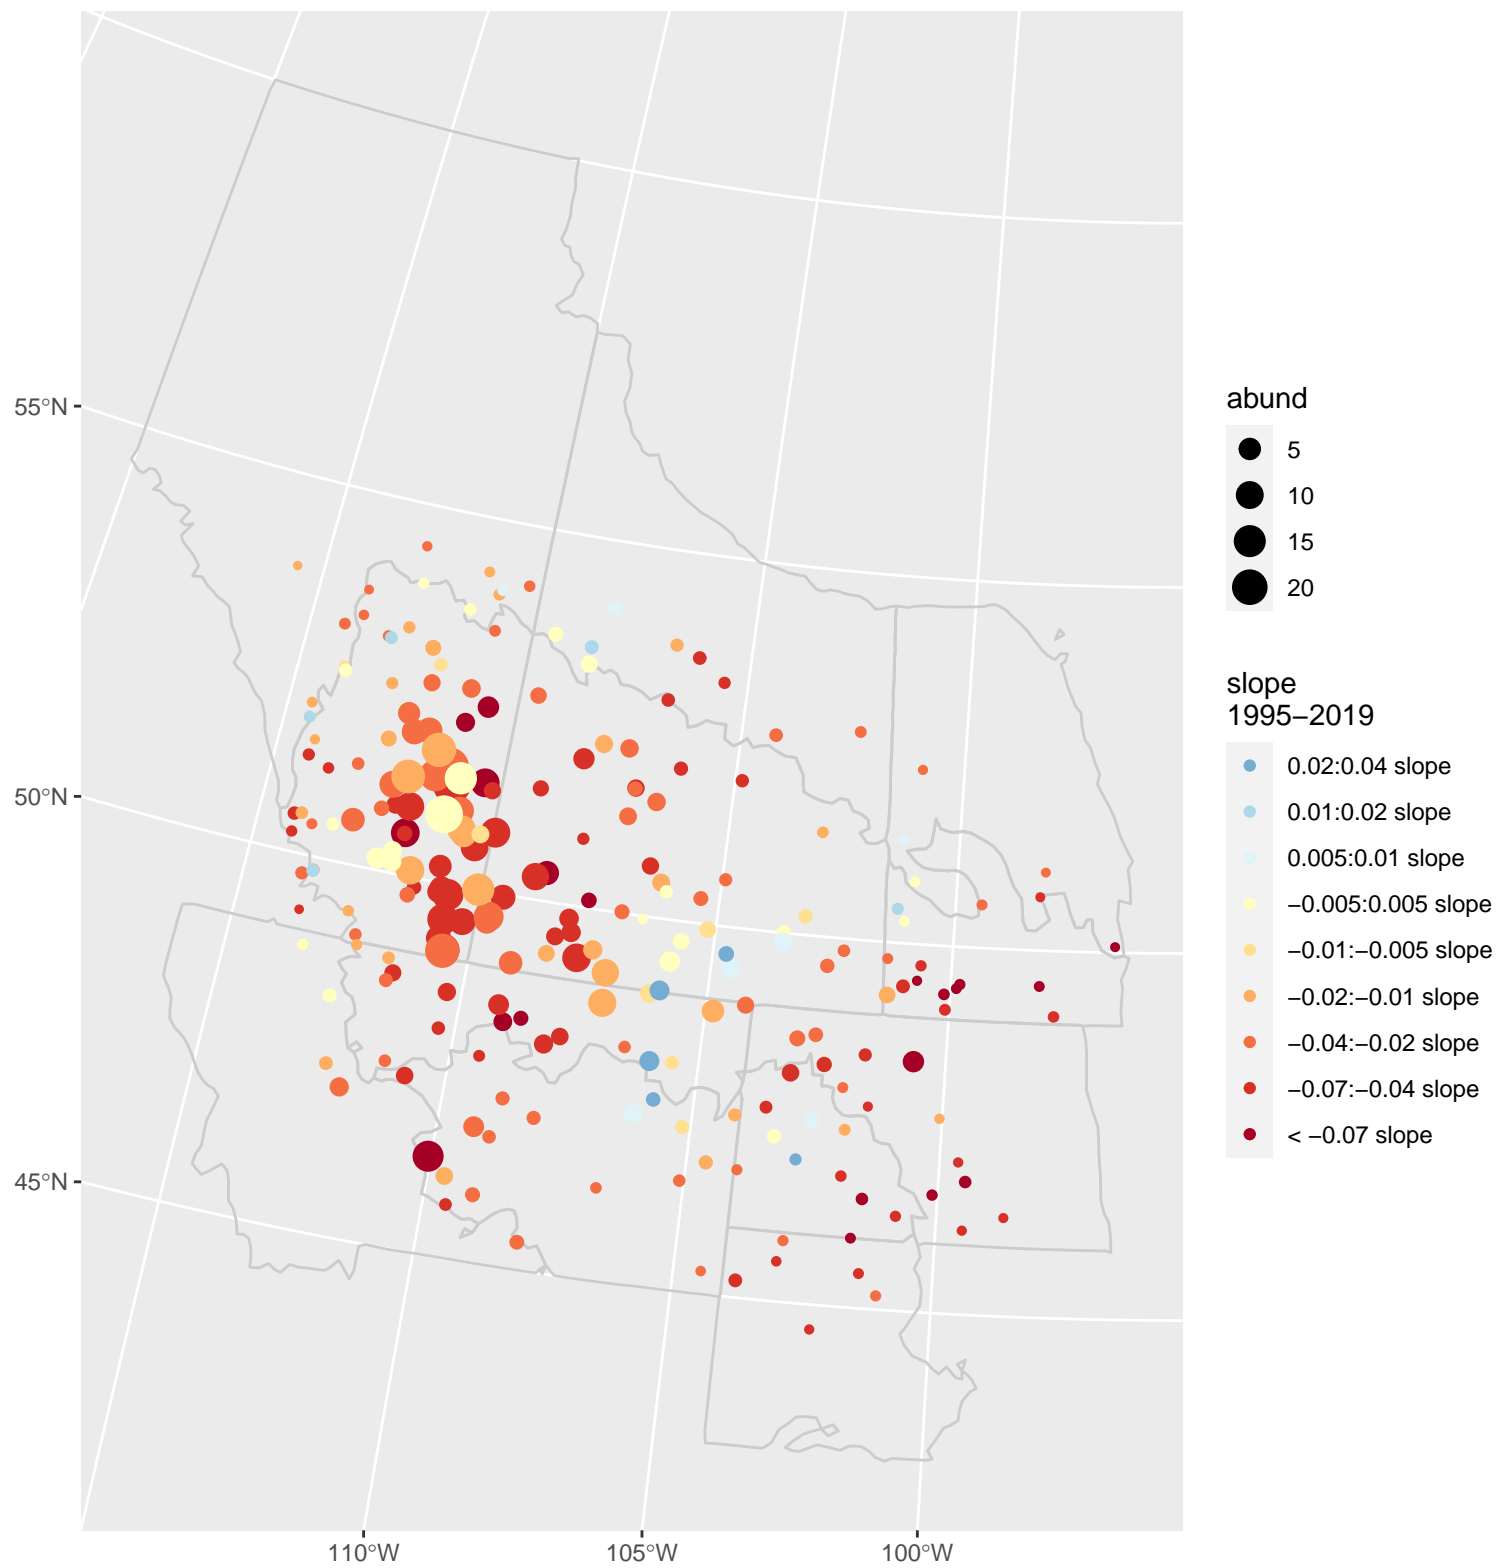 55°N
50°N
45°N
110°W
105°W
100°W
abund
5
10
15
20
slope
1995−2019
0.02:0.04 slope
0.01:0.02 slope
0.005:0.01 slope
−0.005:0.005 slope
−0.01:−0.005 slope
−0.02:−0.01 slope
−0.04:−0.02 slope
−0.07:−0.04 slope
< −0.07 slope